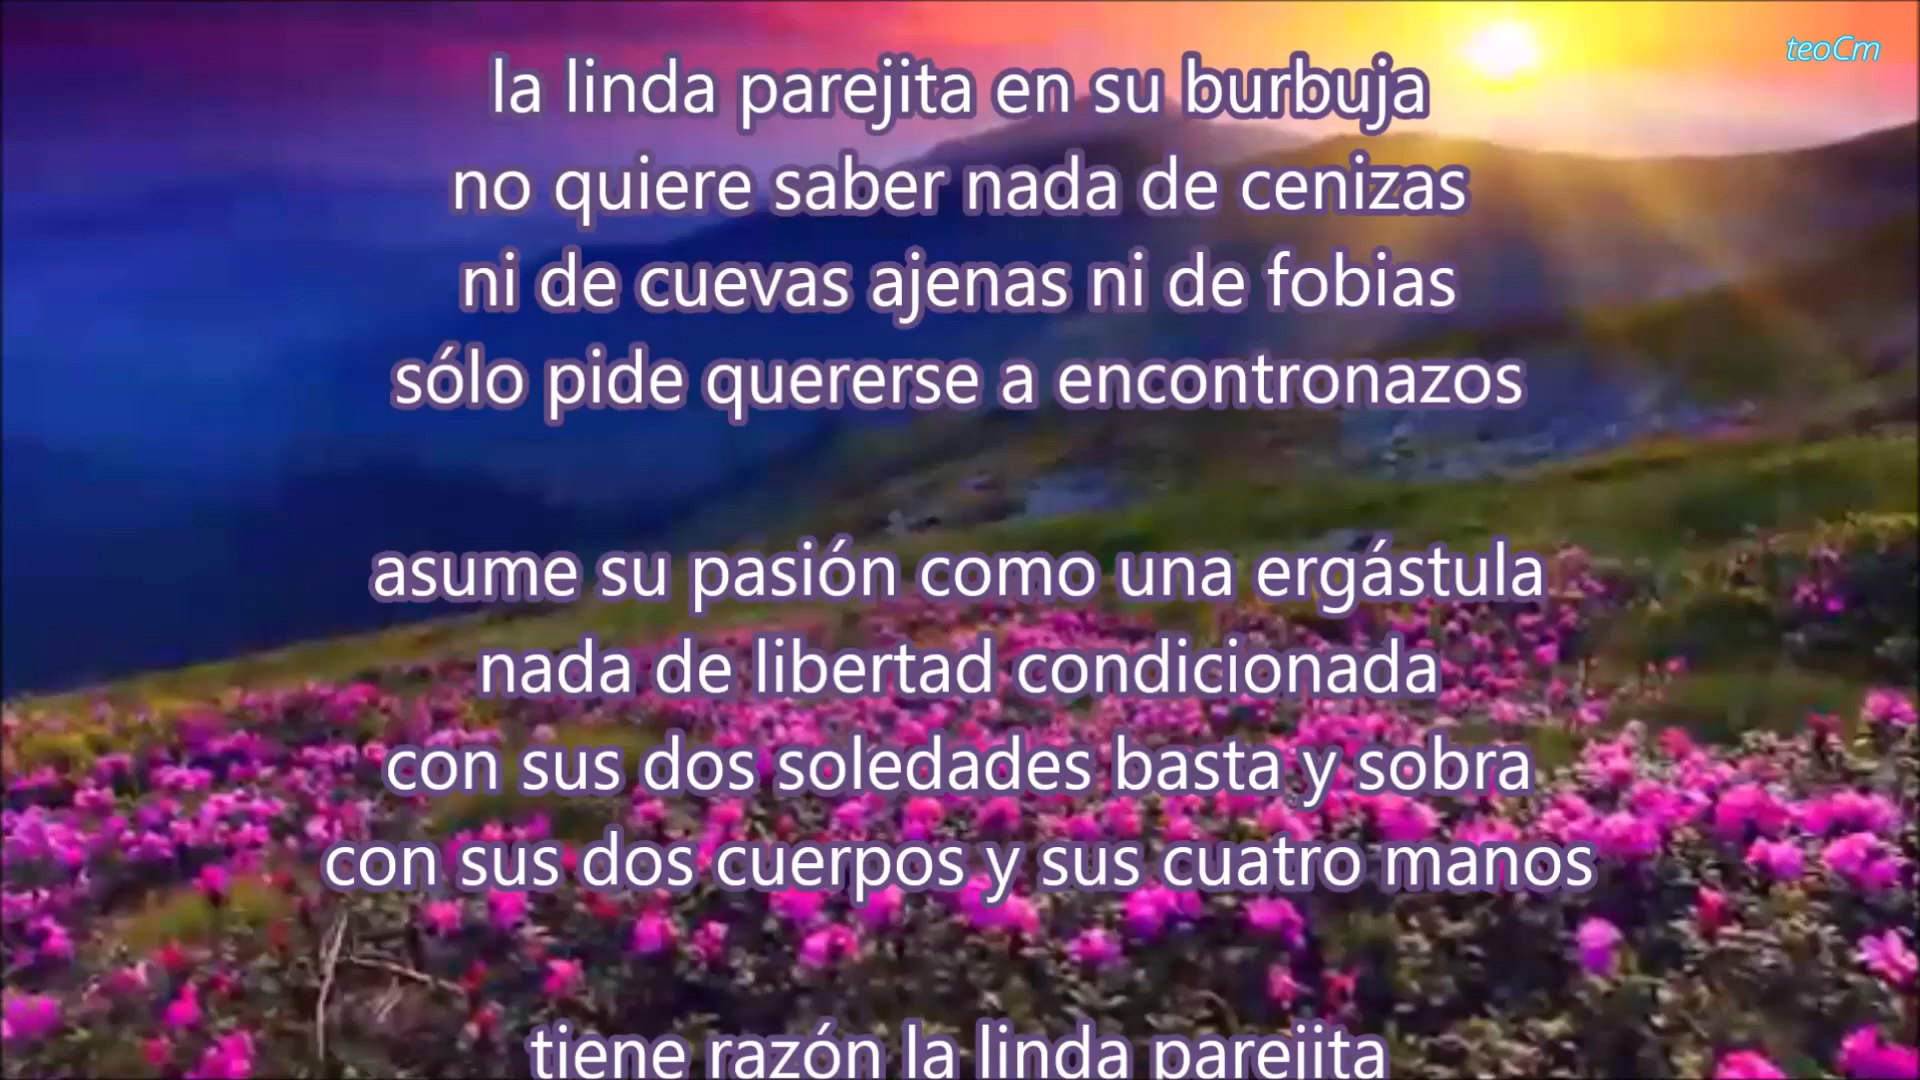 teoCm
la linda parejita en su burbuja
no quiere saber nada de cenizas
ni de cuevas ajenas ni de fobias
sólo pide quererse a encontronazos
asume su pasión como una ergástula
nada de libertad condicionada
con sus dos soledades basta y sobra
con sus dos cuerpos y sus cuatro manos
tiene razón la linda parejita